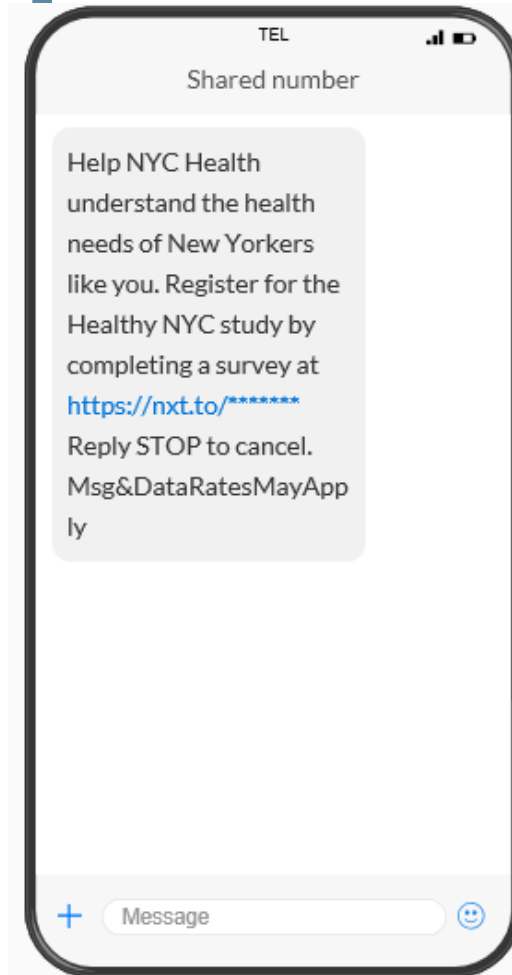 TEL
Shared number
Help NYC Health
understand the health
needs of New Yorkers
like you. Register for the
Healthy NYC study by
completing a survey at
https://nxt.to/*******
Reply STOP to cancel.
Msg&DataRatesMayApp
ly
Message